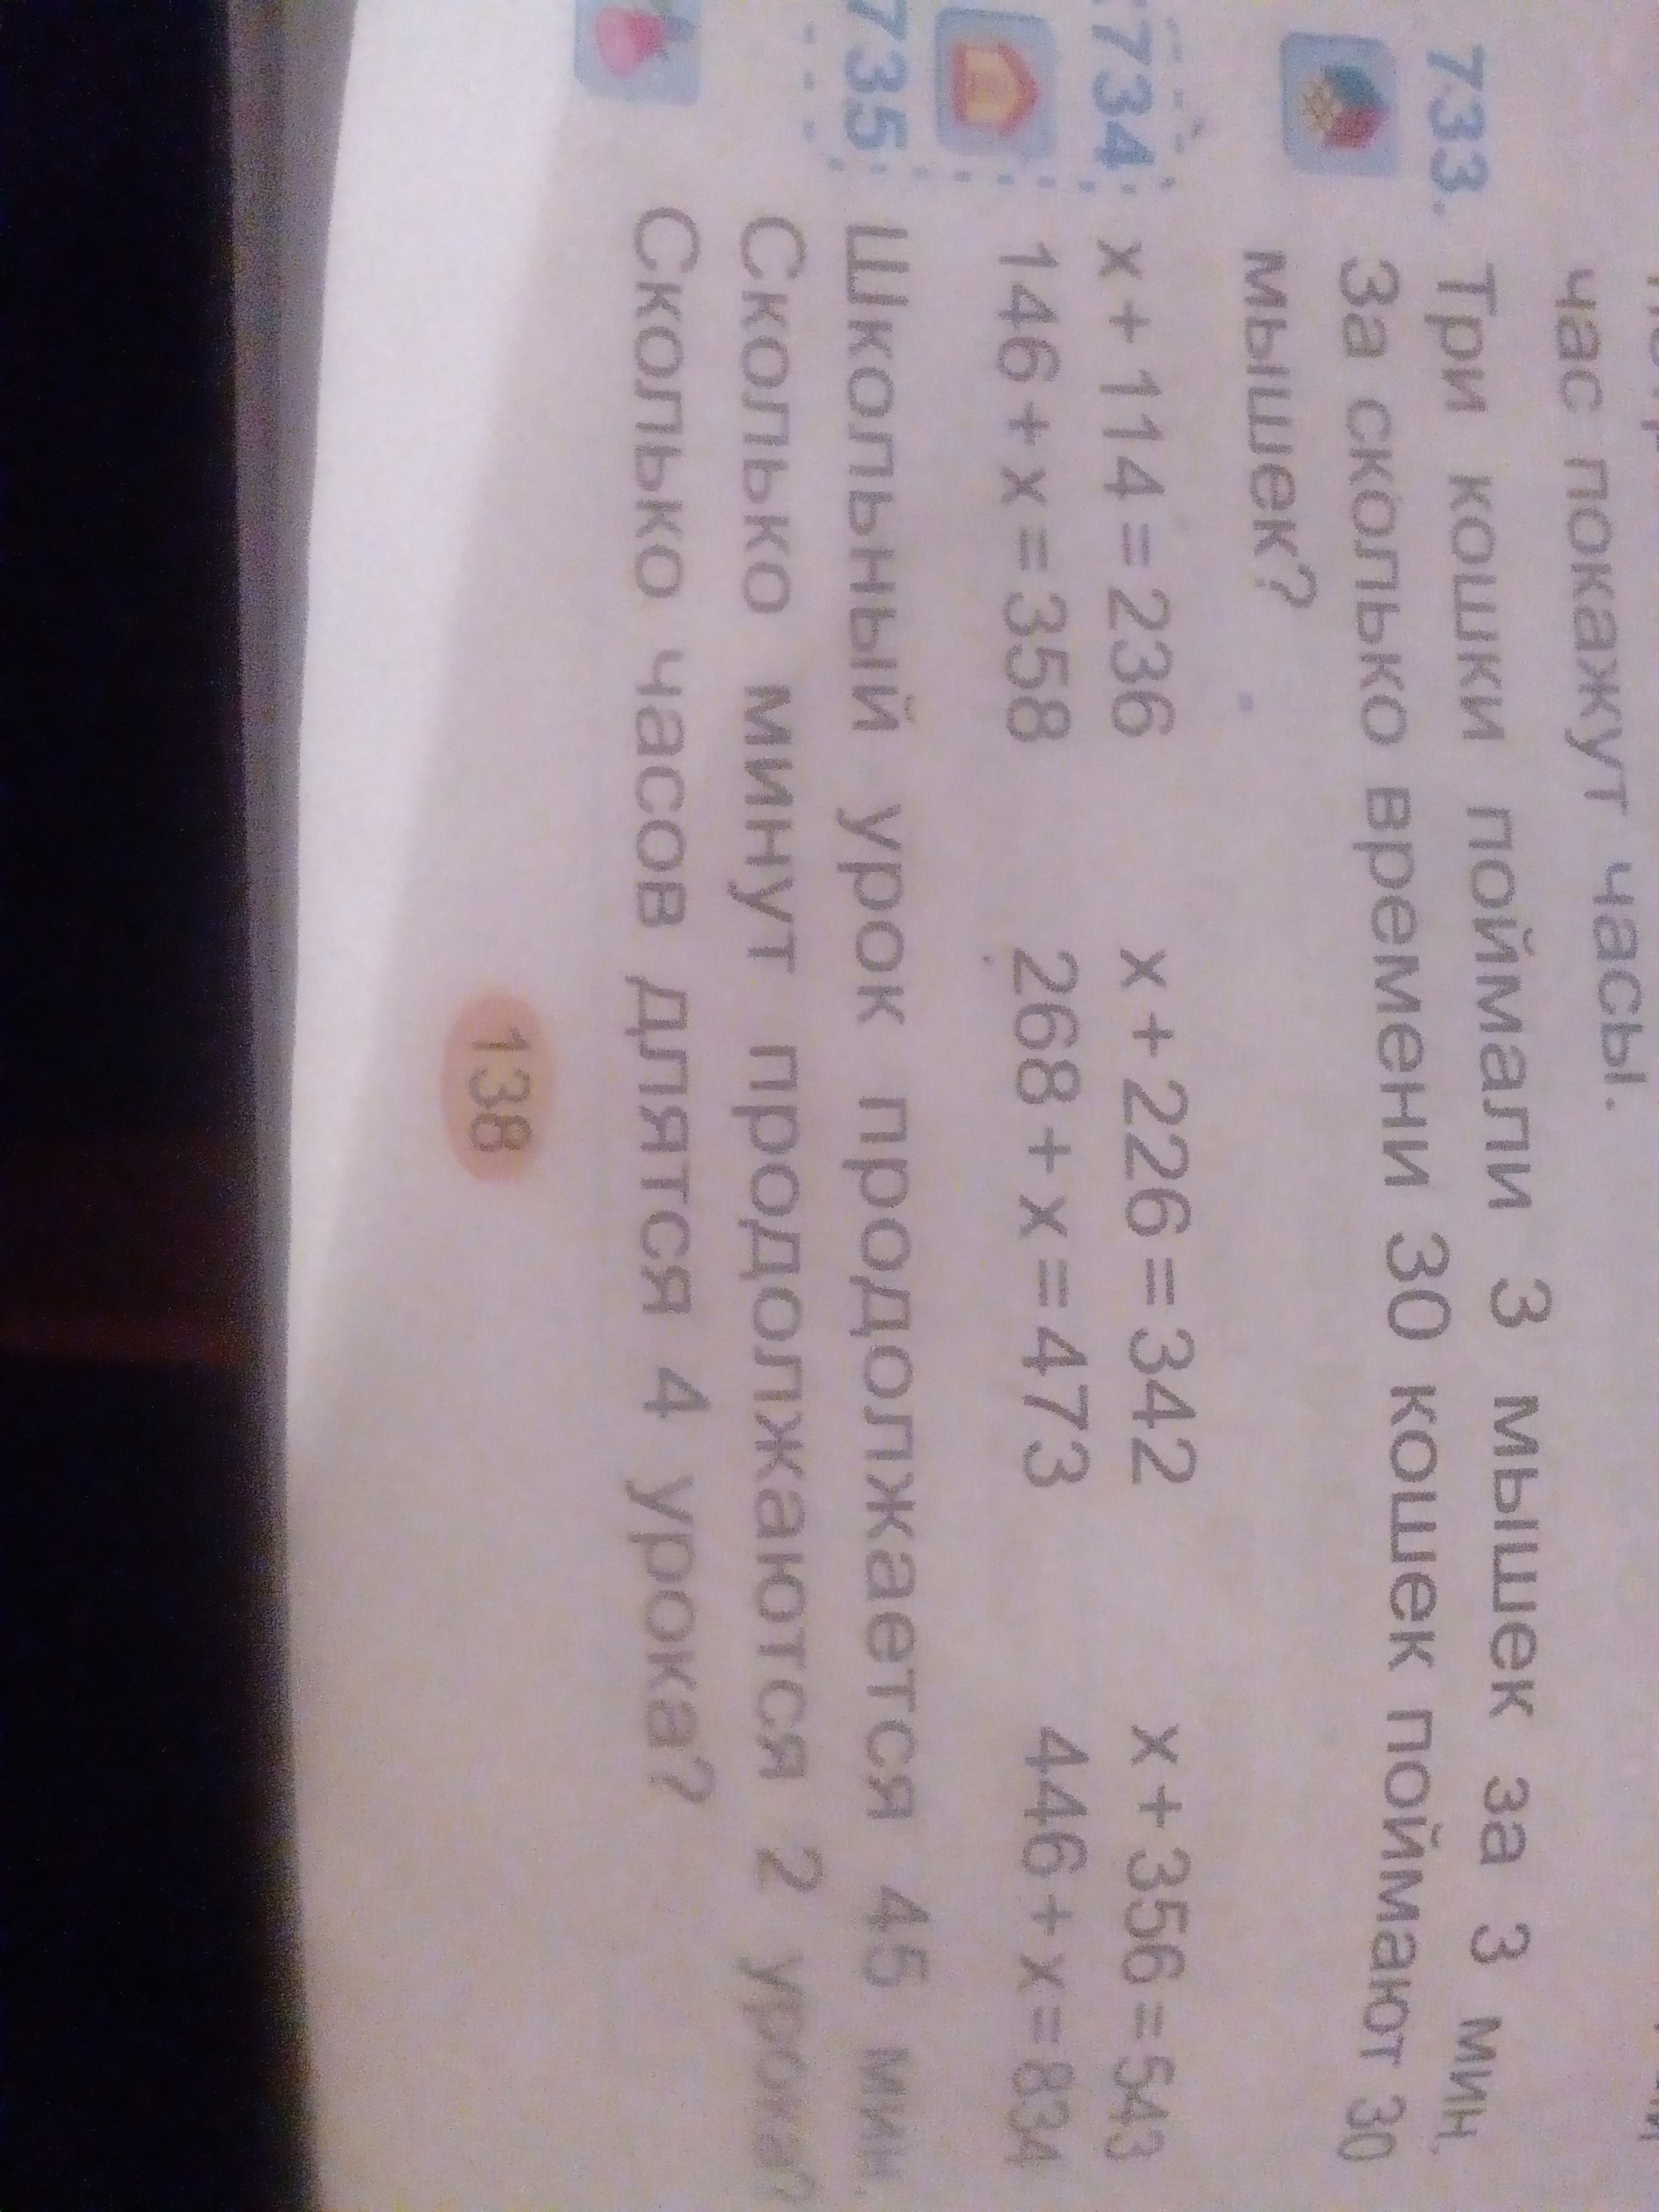 час покажут часы.
733. Три кошки поймали 3 мышек за 3 мин.
За сколько времени 30 кошек поймают 30
мышек?
734 x + 114 = 236 x + 226 = 342 x + 356 = 543
146 + x = 358 268 + x = 473 446 + x = 834
735 Школьный урок продолжается 45 мин.
Сколько минут продолжаются 2 урока?
Сколько часов длятся 4 урока?
138